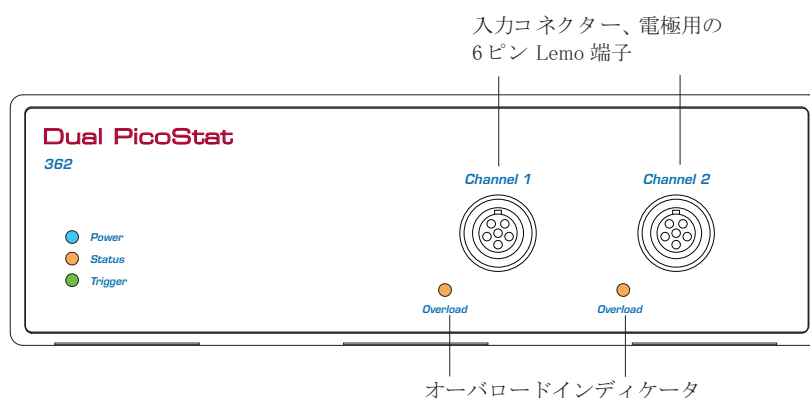 入力コネクター、電極用の
6ピン Lemo 端子
Dual PicoStat
362
Channel 1
Channel 2
Power
Status
Trigger
Overload
Overload
オーバロードインディケータ